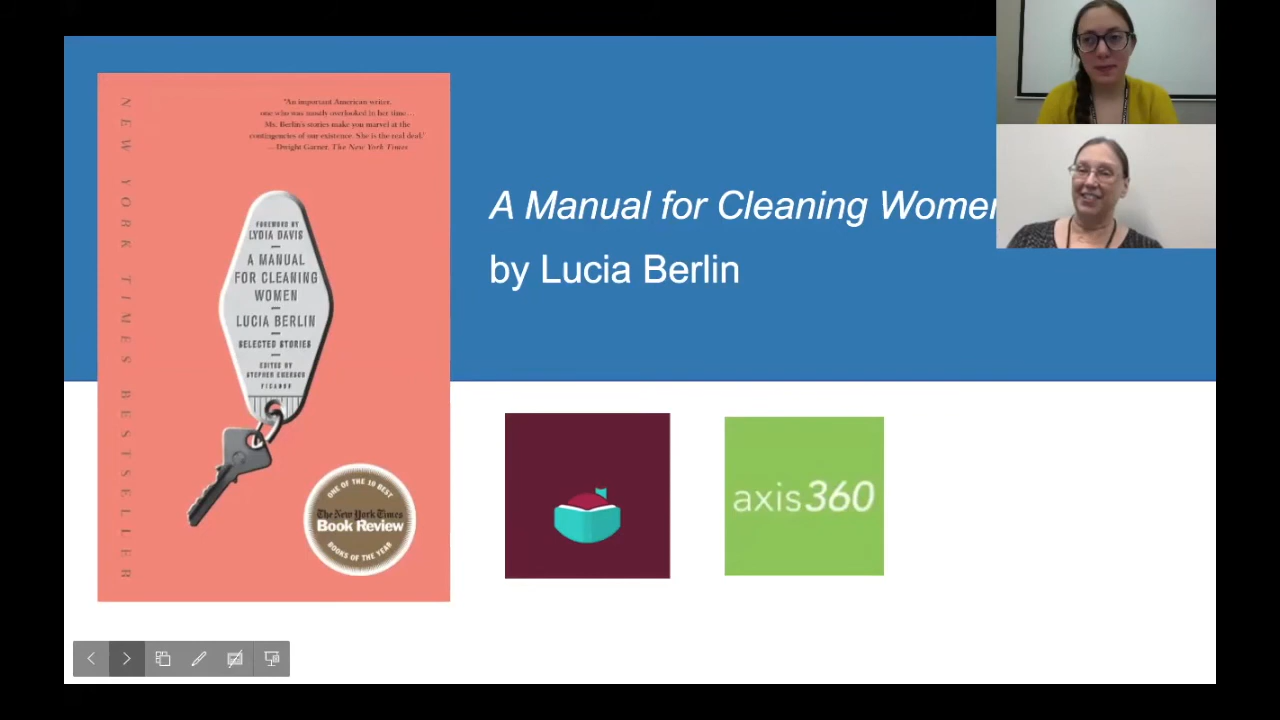 NEW YORK TIMES BESTSELLER
"An important American writer,
one who was mostly overlooked in her time...
Ms. Berlin's stories make you marvel at the
contingencies of our existence. She is the real deal."
—Dwight Garner, The New York Times
FOREWORD BY
LYDIA DAVIS
A MANUAL
FOR CLEANING
WOMEN
LUCIA BERLIN
SELECTED STORIES
EDITED BY
STEPHEN EMERSON
PICADOR
ONE OF THE 10 BEST
The New York Times
Book Review
BOOKS OF THE YEAR
A Manual for Cleaning Women
by Lucia Berlin
axis360